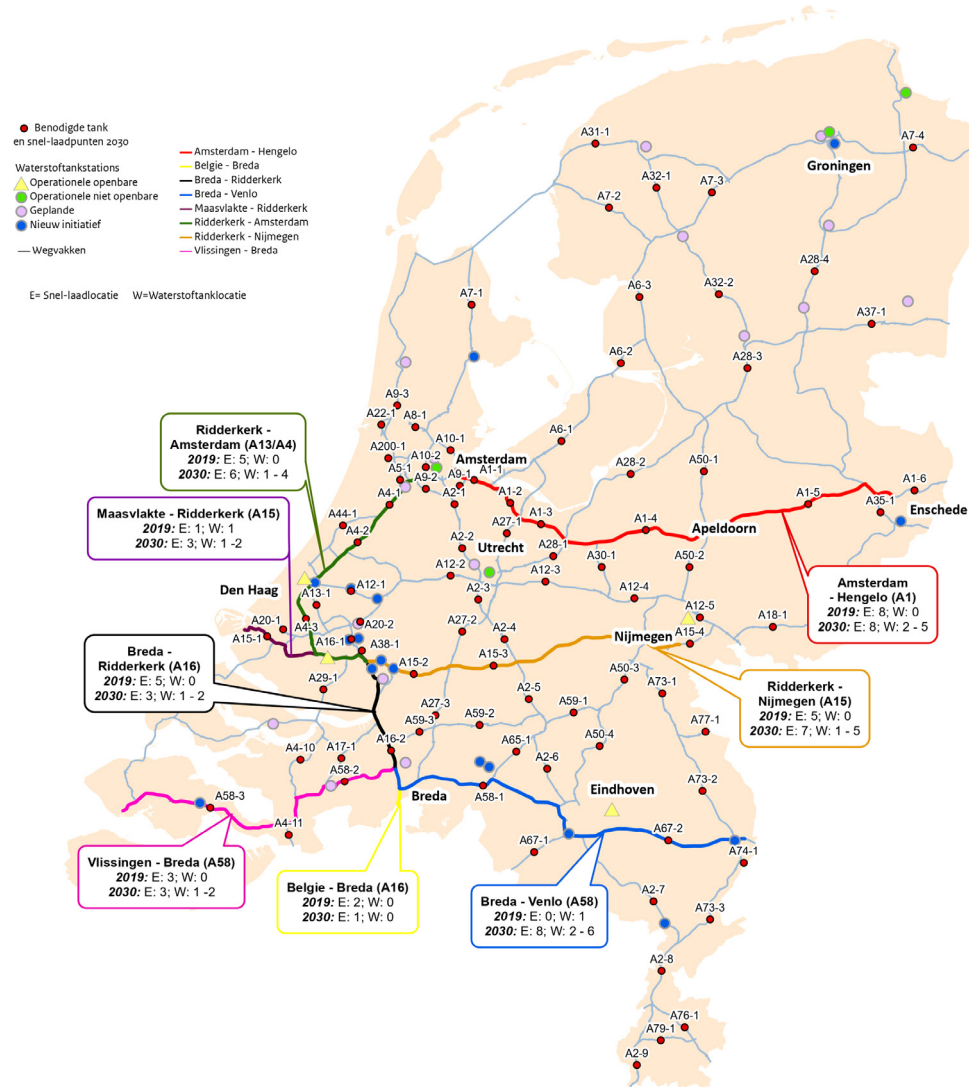 Benodigde tank
en snel-laadpunten 2030
Waterstoftankstations
Operationele openbare
Operationele niet openbare
Geplande
Nieuw initiatief
Wegvakken
Amsterdam - Hengelo
Belgie - Breda
Breda - Ridderkerk
Breda - Venlo
Maasvlakte - Ridderkerk
Ridderkerk - Amsterdam
Ridderkerk - Nijmegen
Vlissingen - Breda
E= Snel-laadlocatie W=Waterstoftanklocatie
A31-1
A7-4
Groningen
A32-1
A7-3
A7-2
A28-4
A7-1
A6-3
A32-2
A37-1
A6-2
A28-3
A9-3
A22-1
A8-1
A10-1
A6-1
Ridderkerk -
Amsterdam (A13/A4)
2019: E: 5; W: 0
2030: E: 6; W: 1 - 4
A200-1
A10-2
Amsterdam
A5-1
A9-2
A9-1
A1-1
A28-2
A50-1
A1-6
A4-1
A2-1
A1-2
A1-5
A35-1
Enschede
Maasvlakte - Ridderkerk (A15)
2019: E: 1; W: 1
2030: E: 3; W: 1 -2
A44-1
A4-2
A27-1
A1-3
A1-4
Apeldoorn
A2-2
Utrecht
A28-1
A30-1
A50-2
Den Haag
A12-1
A12-2
A12-3
A13-1
A2-3
A12-4
Amsterdam
- Hengelo (A1)
2019: E: 8; W: 0
2030: E: 8; W: 2 - 5
A20-1
A4-3
A20-2
A27-2
A2-4
A12-5
A18-1
A15-1
A16-1
A38-1
Nijmegen
A15-4
Breda -
Ridderkerk (A16)
2019: E: 5; W: 0
2030: E: 3; W: 1 - 2
A15-2
A15-3
A29-1
A50-3
A73-1
Ridderkerk -
Nijmegen (A15)
2019: E: 5; W: 0
2030: E: 7; W: 1 - 5
A2-5
A27-3
A59-3
A59-2
A59-1
A77-1
A4-10
A17-1
A16-2
A65-1
A50-4
A2-6
A58-2
A58-3
Breda
A58-1
Eindhoven
A73-2
A4-11
A67-1
A67-2
A74-1
Vlissingen - Breda (A58)
2019: E: 3; W: 0
2030: E: 3; W: 1 -2
Belgie - Breda (A16)
2019: E: 2; W: 0
2030: E: 1; W: 0
Breda - Venlo (A58)
2019: E: 0; W: 1
2030: E: 8; W: 2 - 6
A2-7
A73-3
A2-8
A76-1
A79-1
A2-9